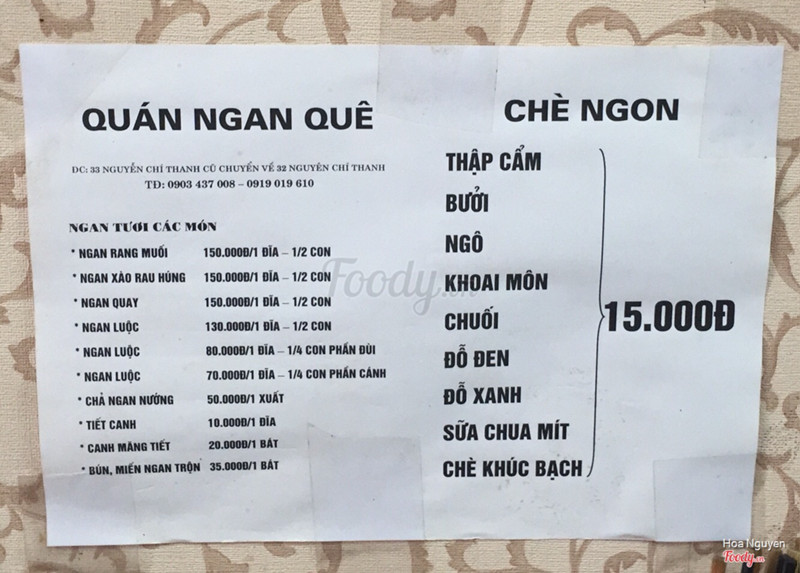 QUÁN NGAN QUÊ
DC: 33 NGUYỄN CHÍ THANH CŨ CHUYỂN VỀ 32 NGUYỄN CHÍ THANH
TĐ: 0903 437 008 – 0919 019 610
NGAN TƯƠI CÁC MÓN
* NGAN RANG MUỐI 150.000Đ/1 ĐĨA – 1/2 CON
* NGAN XÀO RAU HÚNG 150.000Đ/1 ĐĨA – 1/2 CON
* NGAN QUAY 150.000Đ/1 ĐĨA – 1/2 CON
* NGAN LUỘC 130.000Đ/1 ĐĨA – 1/2 CON
* NGAN LUỘC 80.000Đ/1 ĐĨA – 1/4 CON PHẦN ĐÙI
* NGAN LUỘC 70.000Đ/1 ĐĨA – 1/4 CON PHẦN CÁNH
* CHẢ NGAN NƯỚNG 50.000Đ/1 XUẤT
* TIẾT CANH 10.000Đ/1 ĐĨA
* CANH MĂNG TIẾT 20.000Đ/1 BÁT
* BÚN, MIẾN NGAN TRỘN 35.000Đ/1 BÁT
CHÈ NGON
THẬP CẨM
BƯỞI
NGÔ
KHOAI MÔN
CHUỐI
ĐỖ ĐEN
ĐỖ XANH
SỮA CHUA MÍT
CHÈ KHÚC BẠCH
15.000Đ
Foody.vn
Hoa Nguyen
Foody.vn